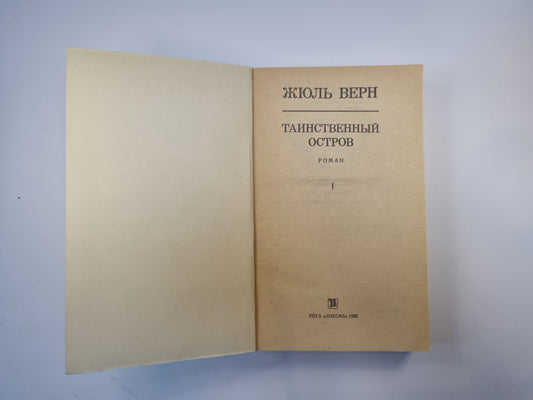 ЖЮЛЬ ВЕРН
ТАИНСТВЕННЫЙ
ОСТРОВ
РОМАН
I
РИГА «ЛИЕСМА»